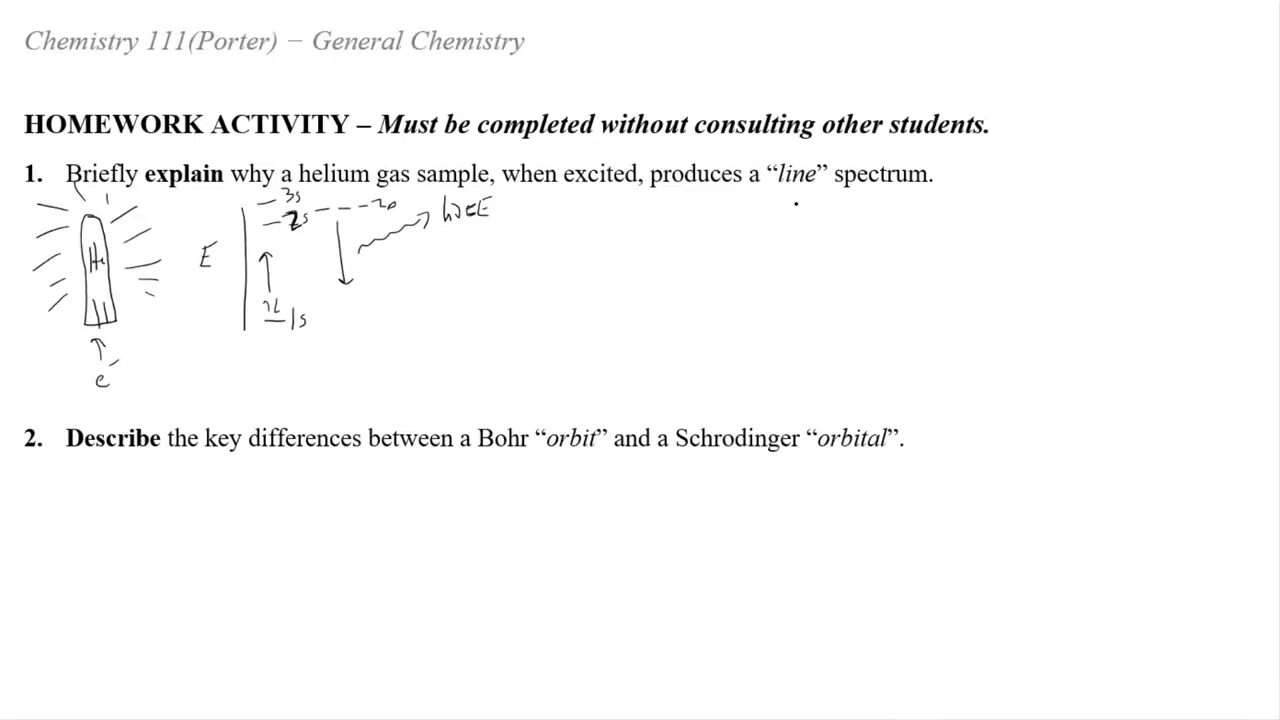 Chemistry 111(Porter) − General Chemistry
HOMEWORK ACTIVITY – Must be completed without consulting other students.
1. Briefly explain why a helium gas sample, when excited, produces a “line” spectrum.
3s
2s
E
He
1s
e⁻
2. Describe the key differences between a Bohr “orbit” and a Schrodinger “orbital”.